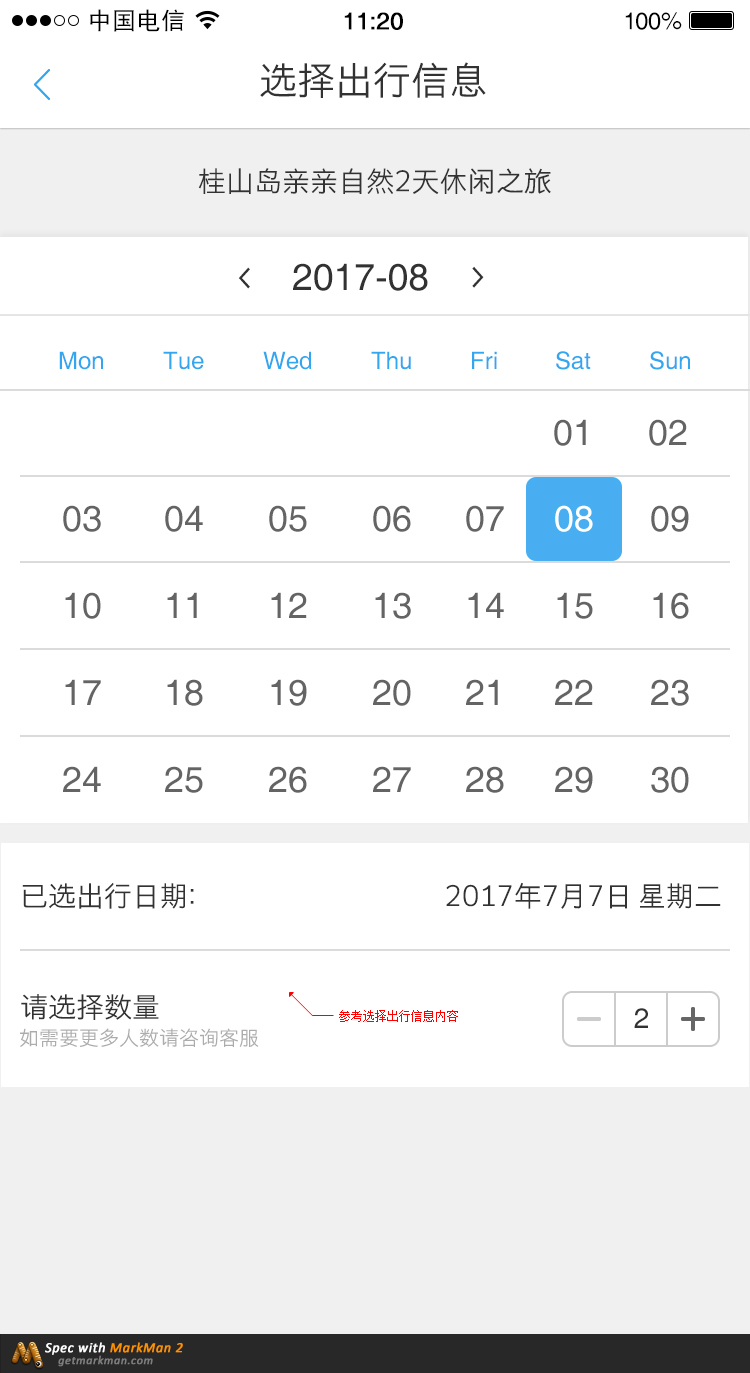 中国电信 11:20 100%
选择出行信息
桂山岛亲亲自然2天休闲之旅
2017-08
Mon Tue Wed Thu Fri Sat Sun
01 02
03 04 05 06 07 08 09
10 11 12 13 14 15 16
17 18 19 20 21 22 23
24 25 26 27 28 29 30
已选出行日期: 2017年7月7日 星期二
请选择数量
如需要更多人数请咨询客服
参考选择出行信息内容
2
Spec with MarkMan 2
getmarkman.com